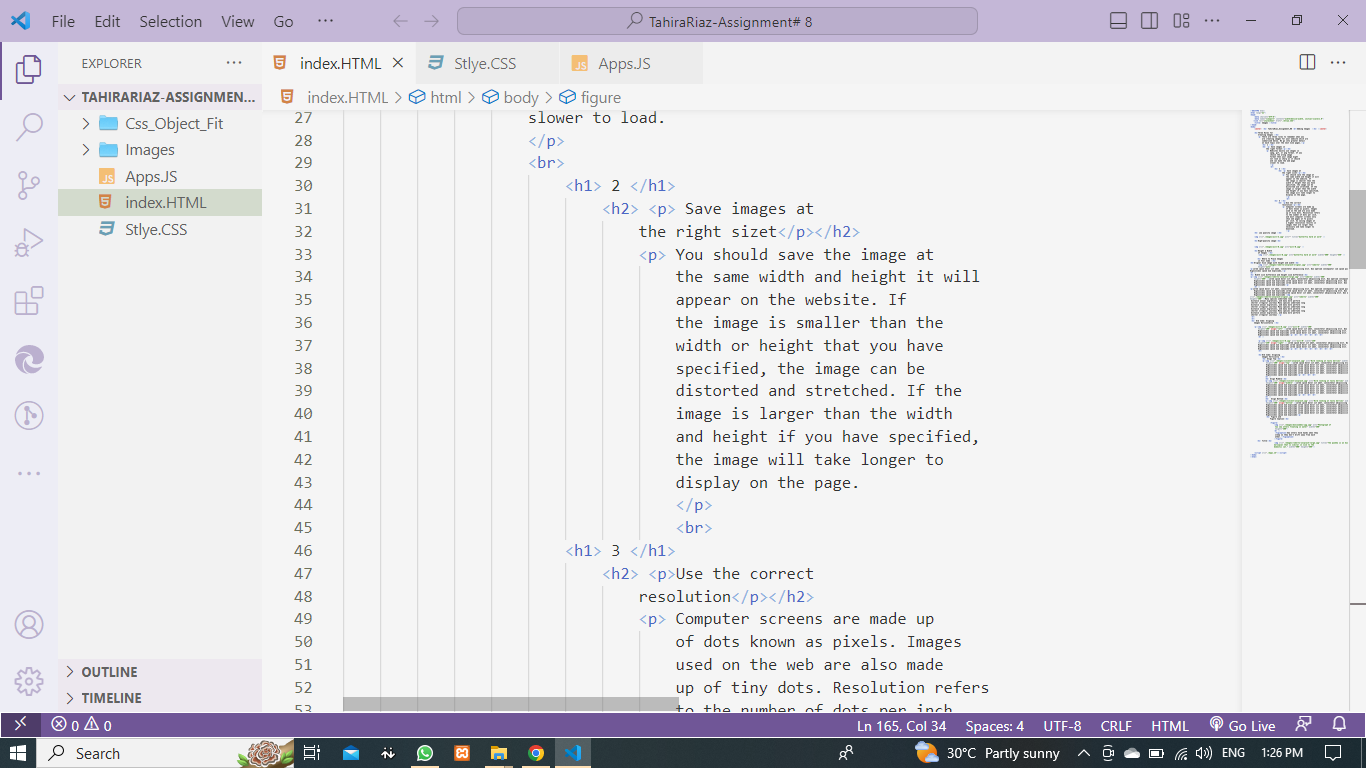 File Edit Selection View Go ··· TahiraRiaz-Assignment# 8
EXPLORER ···
TAHIRARIAZ-ASSIGNMEN...
Css_Object_Fit
Images
Apps.JS
index.HTML
Stlye.CSS
OUTLINE
TIMELINE
index.HTML Stlye.CSS Apps.JS
index.HTML > html > body > figure
27 slower to load.
28 </p>
29 <br>
30 <h1> 2 </h1>
31 <h2> <p> Save images at
32 the right sizet</p></h2>
33 <p> You should save the image at
34 the same width and height it will
35 appear on the website. If
36 the image is smaller than the
37 width or height that you have
38 specified, the image can be
39 distorted and stretched. If the
40 image is larger than the width
41 and height if you have specified,
42 the image will take longer to
43 display on the page.
44 </p>
45 <br>
46 <h1> 3 </h1>
47 <h2> <p>Use the correct
48 resolution</p></h2>
49 <p> Computer screens are made up
50 of dots known as pixels. Images
51 used on the web are also made
52 up of tiny dots. Resolution refers
53 to the number of dots per inch
0 0 Ln 165, Col 34 Spaces: 4 UTF-8 CRLF HTML Go Live
Search 30°C Partly sunny ENG 1:26 PM